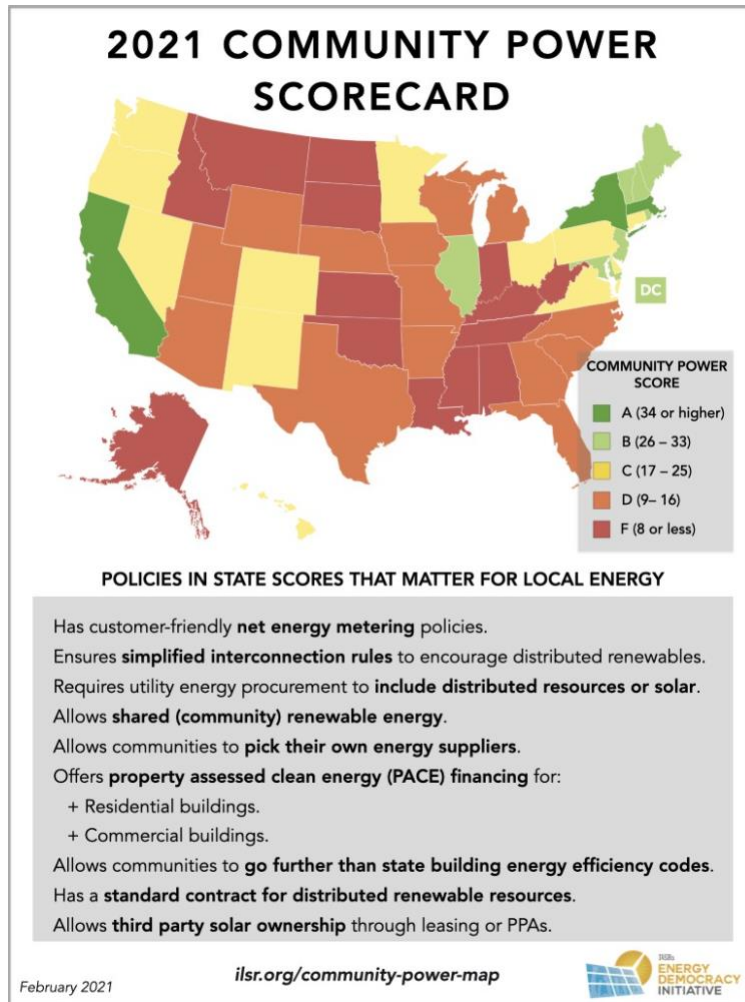 2021 COMMUNITY POWER
SCORECARD
DC
COMMUNITY POWER
SCORE
A (34 or higher)
B (26 – 33)
C (17 – 25)
D (9– 16)
F (8 or less)
POLICIES IN STATE SCORES THAT MATTER FOR LOCAL ENERGY
Has customer-friendly net energy metering policies.
Ensures simplified interconnection rules to encourage distributed renewables.
Requires utility energy procurement to include distributed resources or solar.
Allows shared (community) renewable energy.
Allows communities to pick their own energy suppliers.
Offers property assessed clean energy (PACE) financing for:
+ Residential buildings.
+ Commercial buildings.
Allows communities to go further than state building energy efficiency codes.
Has a standard contract for distributed renewable resources.
Allows third party solar ownership through leasing or PPAs.
February 2021
ilsr.org/community-power-map
ILSR's
ENERGY
DEMOCRACY
INITIATIVE